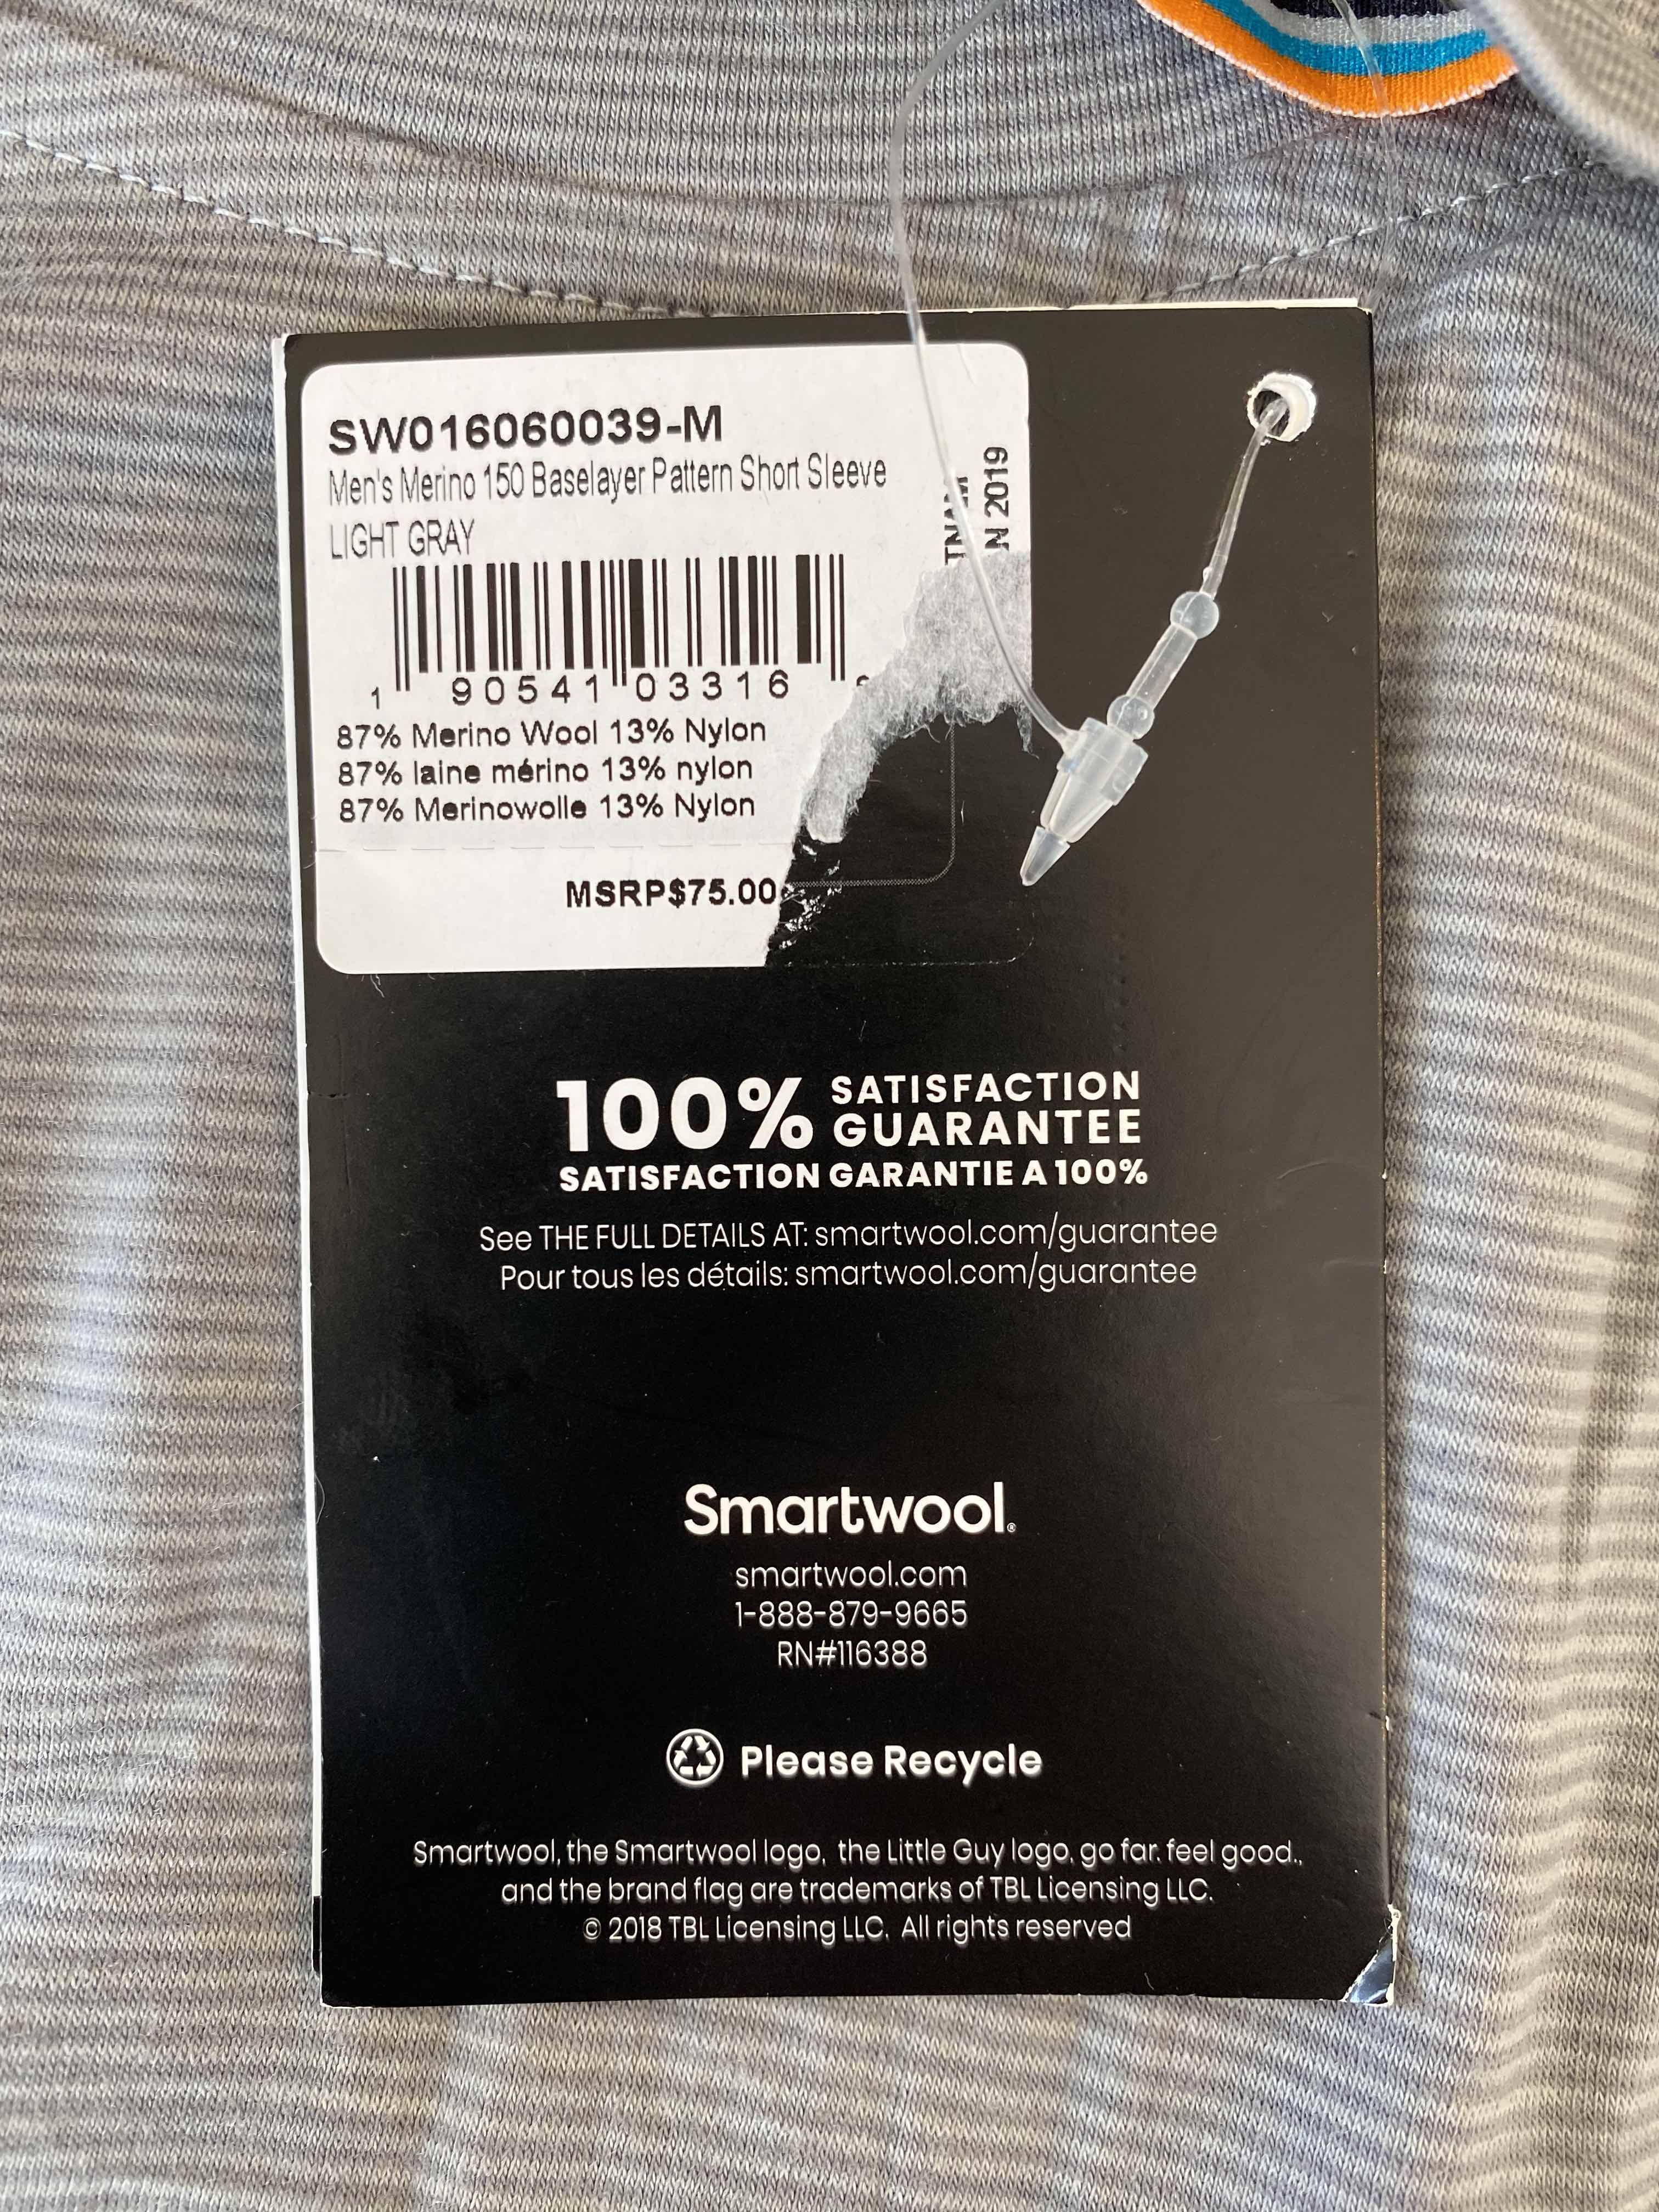 SW016060039-M
Men's Merino 150 Baselayer Pattern Short Sleeve
LIGHT GRAY
2019
1 90541 03316
87% Merino Wool 13% Nylon
87% laine mérino 13% nylon
87% Merinowolle 13% Nylon
MSRP$75.00
100% SATISFACTION
GUARANTEE
SATISFACTION GARANTIE A 100%
See THE FULL DETAILS AT: smartwool.com/guarantee
Pour tous les détails: smartwool.com/guarantee
Smartwool®
smartwool.com
1-888-879-9665
RN#116388
Please Recycle
Smartwool, the Smartwool logo, the Little Guy logo, go far. feel good.,
and the brand flag are trademarks of TBL Licensing LLC.
© 2018 TBL Licensing LLC. All rights reserved